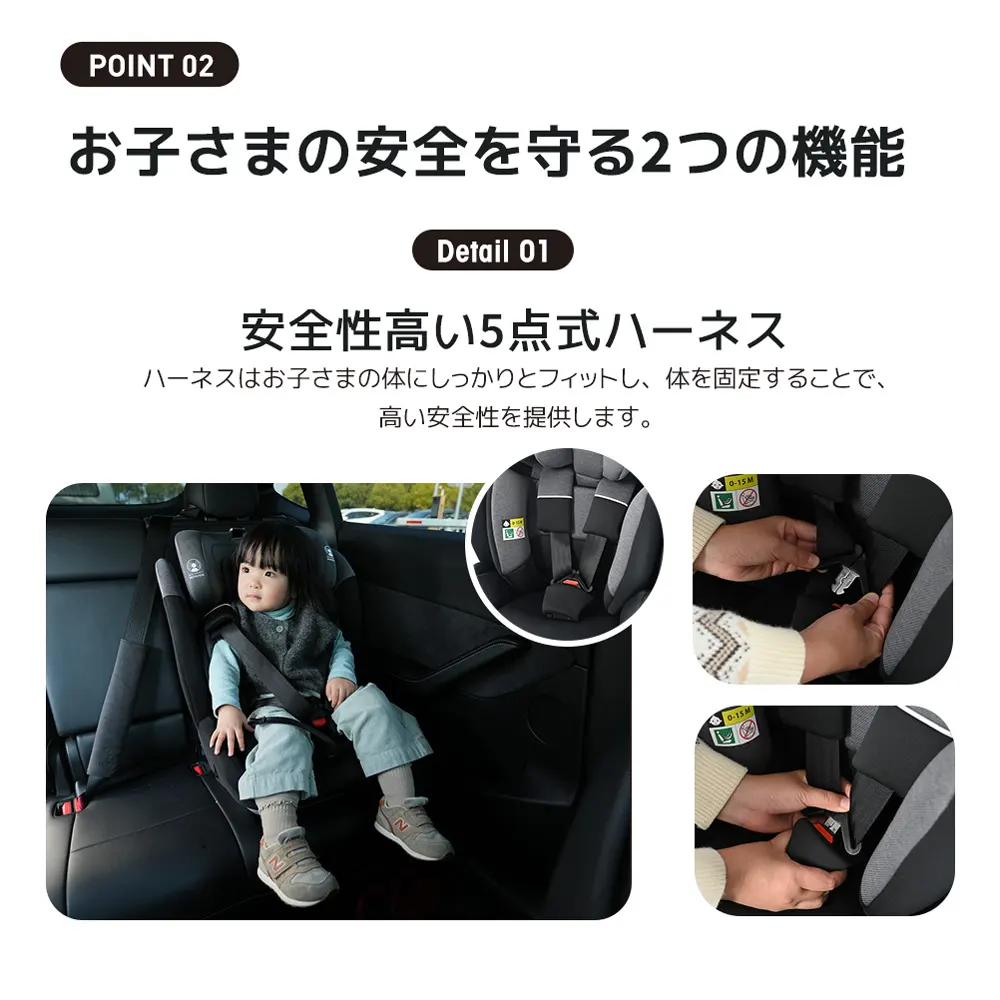 POINT 02
お子さまの安全を守る2つの機能
Detail 01
安全性高い5点式ハーネス
ハーネスはお子さまの体にしっかりとフィットし、体を固定することで、
高い安全性を提供します。
0-15M
0-15M
N
N